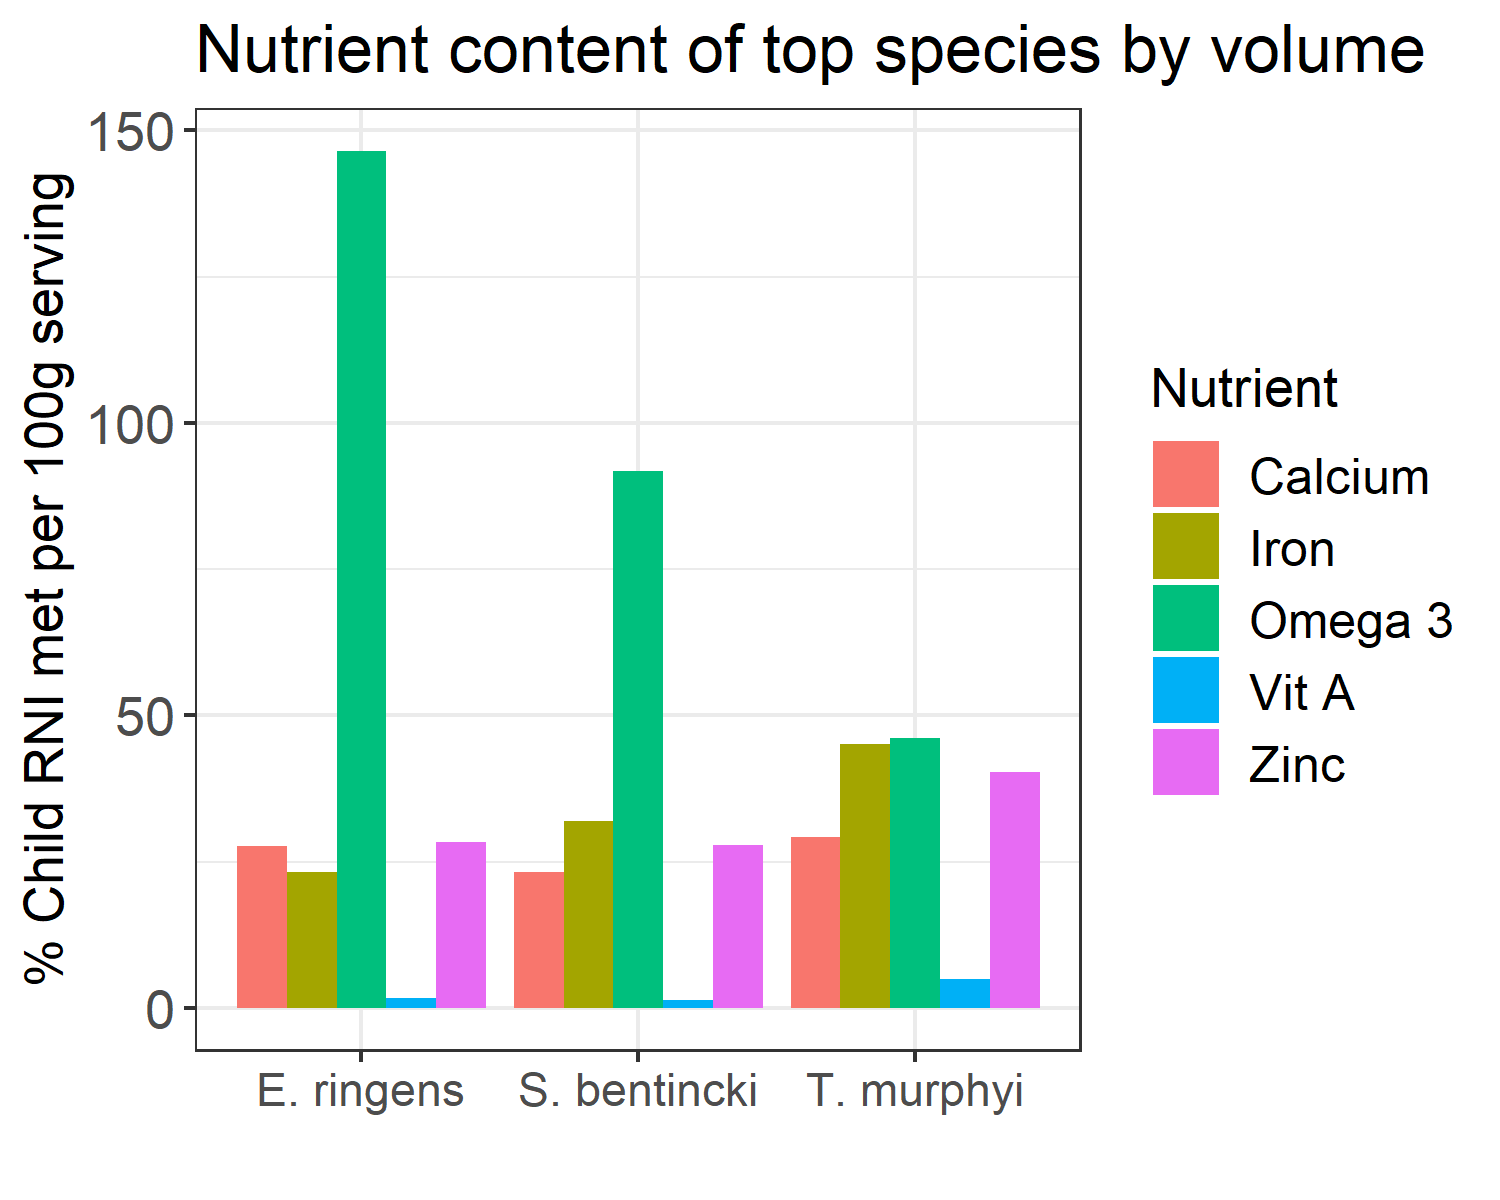 Nutrient content of top species by volume
% Child RNI met per 100g serving
150
100
50
0
E. ringens
S. bentincki
T. murphyi
Nutrient
Calcium
Iron
Omega 3
Vit A
Zinc